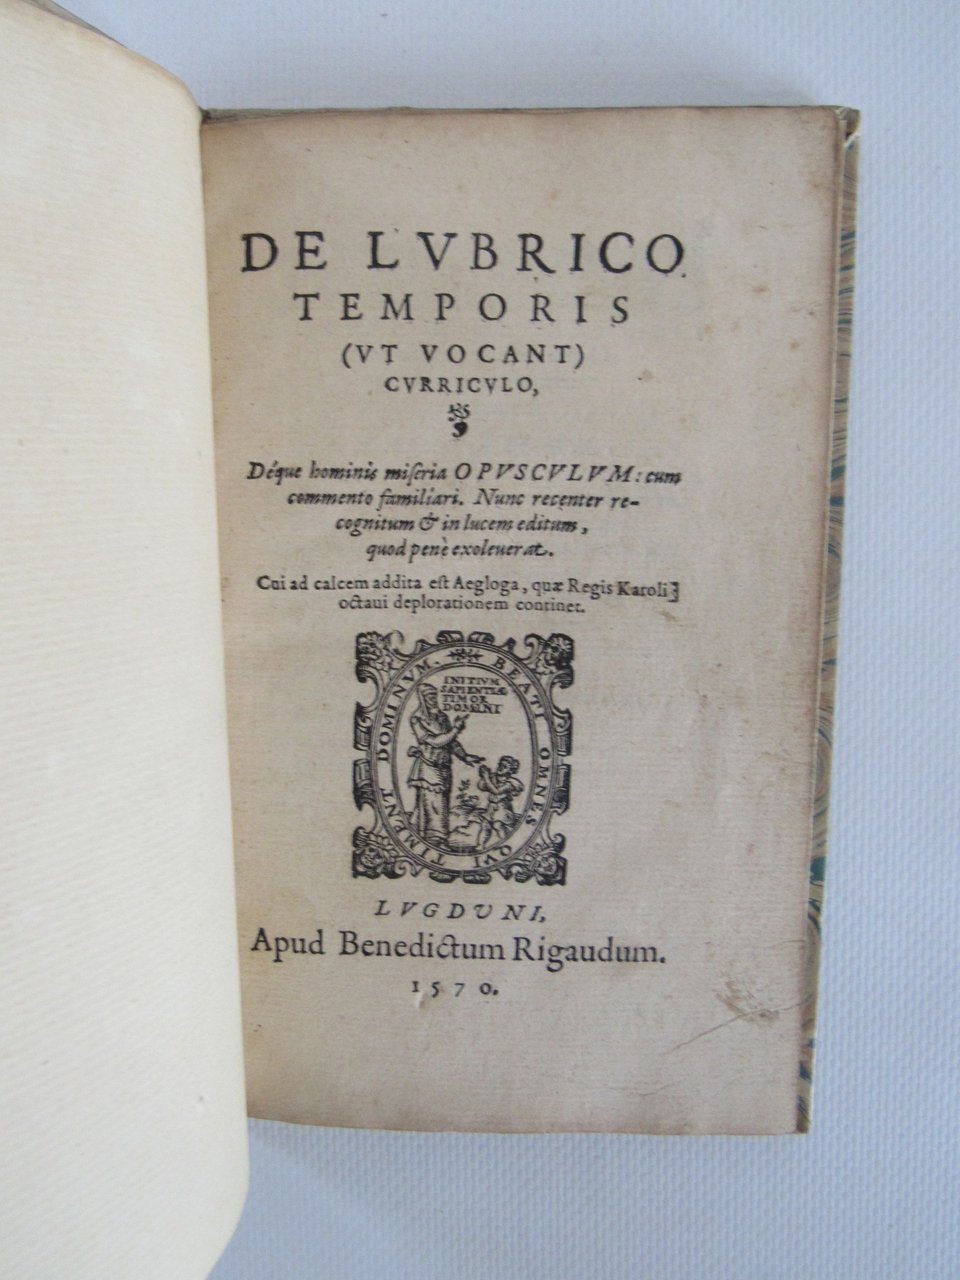 DE LVBRICO
TEMPORIS
(VT VOCANT)
CVRRICVLO,
Déque hominis miseria OPVSCVLVM: cum
commento familiari. Nunc recenter re-
cognitum & in lucem editum,
quod penè exoleuerat.
Cui ad calcem addita est Aegloga, quæ Regis Karoli
octaui deplorationem continet.
BEATI OMNES QVI TIMENT DOMINVM.
INITIVM
SAPIENTIÆ
TIMOR
DOMINI
LVGDVNI,
Apud Benedictum Rigaudum.
1570.